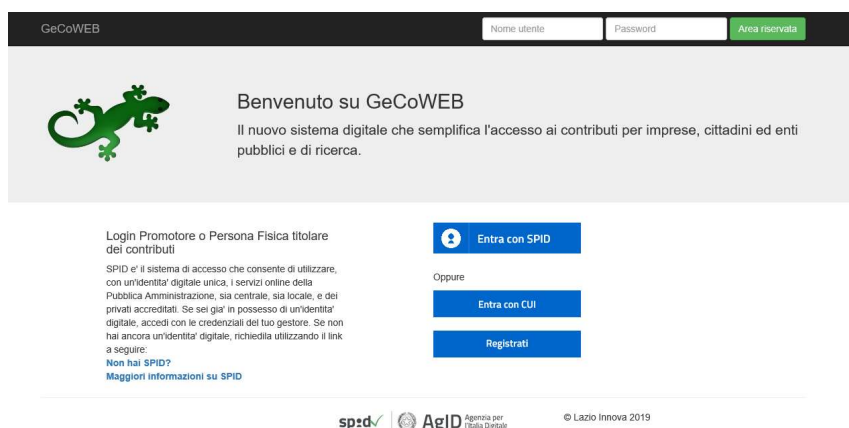 GeCoWEB
Nome utente
Password
Area riservata
Benvenuto su GeCoWEB
Il nuovo sistema digitale che semplifica l'accesso ai contributi per imprese, cittadini ed enti
pubblici e di ricerca.
Login Promotore o Persona Fisica titolare
dei contributi
SPID e' il sistema di accesso che consente di utilizzare,
con un'identita' digitale unica, i servizi online della
Pubblica Amministrazione, sia centrale, sia locale, e dei
privati accreditati. Se sei gia' in possesso di un'identita'
digitale, accedi con le credenziali del tuo gestore. Se non
hai ancora un'identita' digitale, richiedila utilizzando il link
a seguire:
Non hai SPID?
Maggiori informazioni su SPID
Entra con SPID
Oppure
Entra con CUI
Registrati
sp:d
AgID
Agenzia per
l'Italia Digitale
© Lazio Innova 2019